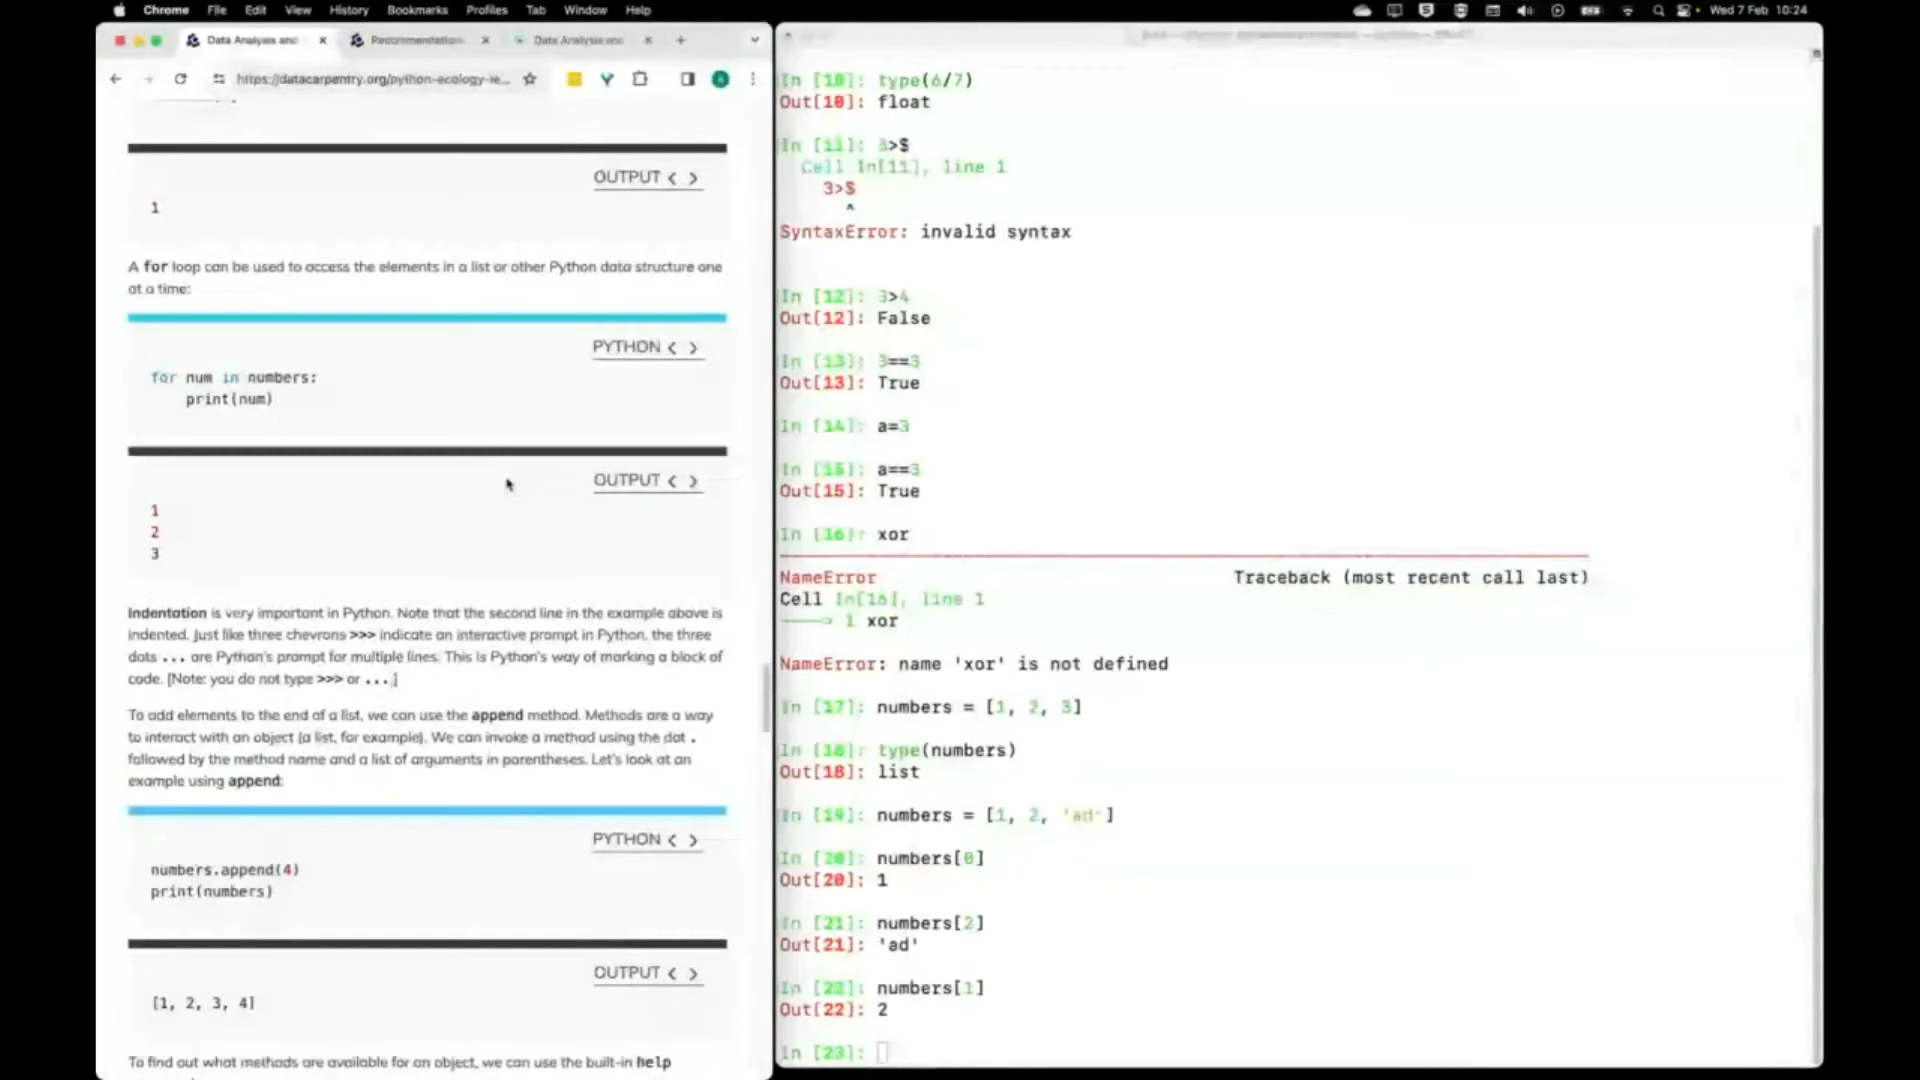 Chrome File Edit View History Bookmarks Profiles Tab Window Help Wed 7 Feb 10:24
Data Analysis and Recommendation Data Analysis and
https://datacarpentry.org/python-ecology-le...
OUTPUT < >
1
A for loop can be used to access the elements in a list or other Python data structure one
at a time:
PYTHON < >
for num in numbers:
print(num)
OUTPUT < >
1
2
3
Indentation is very important in Python. Note that the second line in the example above is
indented. Just like three chevrons >>> indicate an interactive prompt in Python, the three
dots ... are Python's prompt for multiple lines. This is Python's way of marking a block of
code. [Note: you do not type >>> or ...]
To add elements to the end of a list, we can use the append method. Methods are a way
to interact with an object (a list, for example). We can invoke a method using the dot .
followed by the method name and a list of arguments in parentheses. Let's look at an
example using append:
PYTHON < >
numbers.append(4)
print(numbers)
OUTPUT < >
[1, 2, 3, 4]
To find out what methods are available for an object, we can use the built-in help
In [10]: type(6/7)
Out[10]: float
In [11]: 3>$
Cell In[11], line 1
3>$
^
SyntaxError: invalid syntax
In [12]: 3>4
Out[12]: False
In [13]: 3==3
Out[13]: True
In [14]: a=3
In [15]: a==3
Out[15]: True
In [16]: xor
NameError Traceback (most recent call last)
Cell In[16], line 1
----> 1 xor
NameError: name 'xor' is not defined
In [17]: numbers = [1, 2, 3]
In [18]: type(numbers)
Out[18]: list
In [19]: numbers = [1, 2, 'ad']
In [20]: numbers[0]
Out[20]: 1
In [21]: numbers[2]
Out[21]: 'ad'
In [22]: numbers[1]
Out[22]: 2
In [23]: